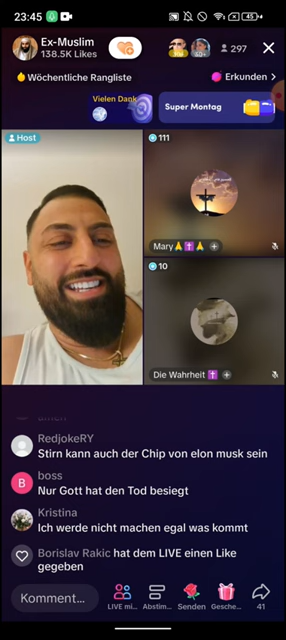 23:45
45
Ex-Muslim
138.5K Likes
297
Wöchentliche Rangliste
Erkunden >
Vielen Dank
Super Montag
Host
111
Mary🙏✝️🙏
10
Die Wahrheit ✝️
RedjokeRY
Stirn kann auch der Chip von elon musk sein
B
boss
Nur Gott hat den Tod besiegt
Kristina
Ich werde nicht machen egal was kommt
Borislav Rakic hat dem LIVE einen Like
gegeben
Komment...
LIVE mi...
Abstim...
Senden
Gesche...
41